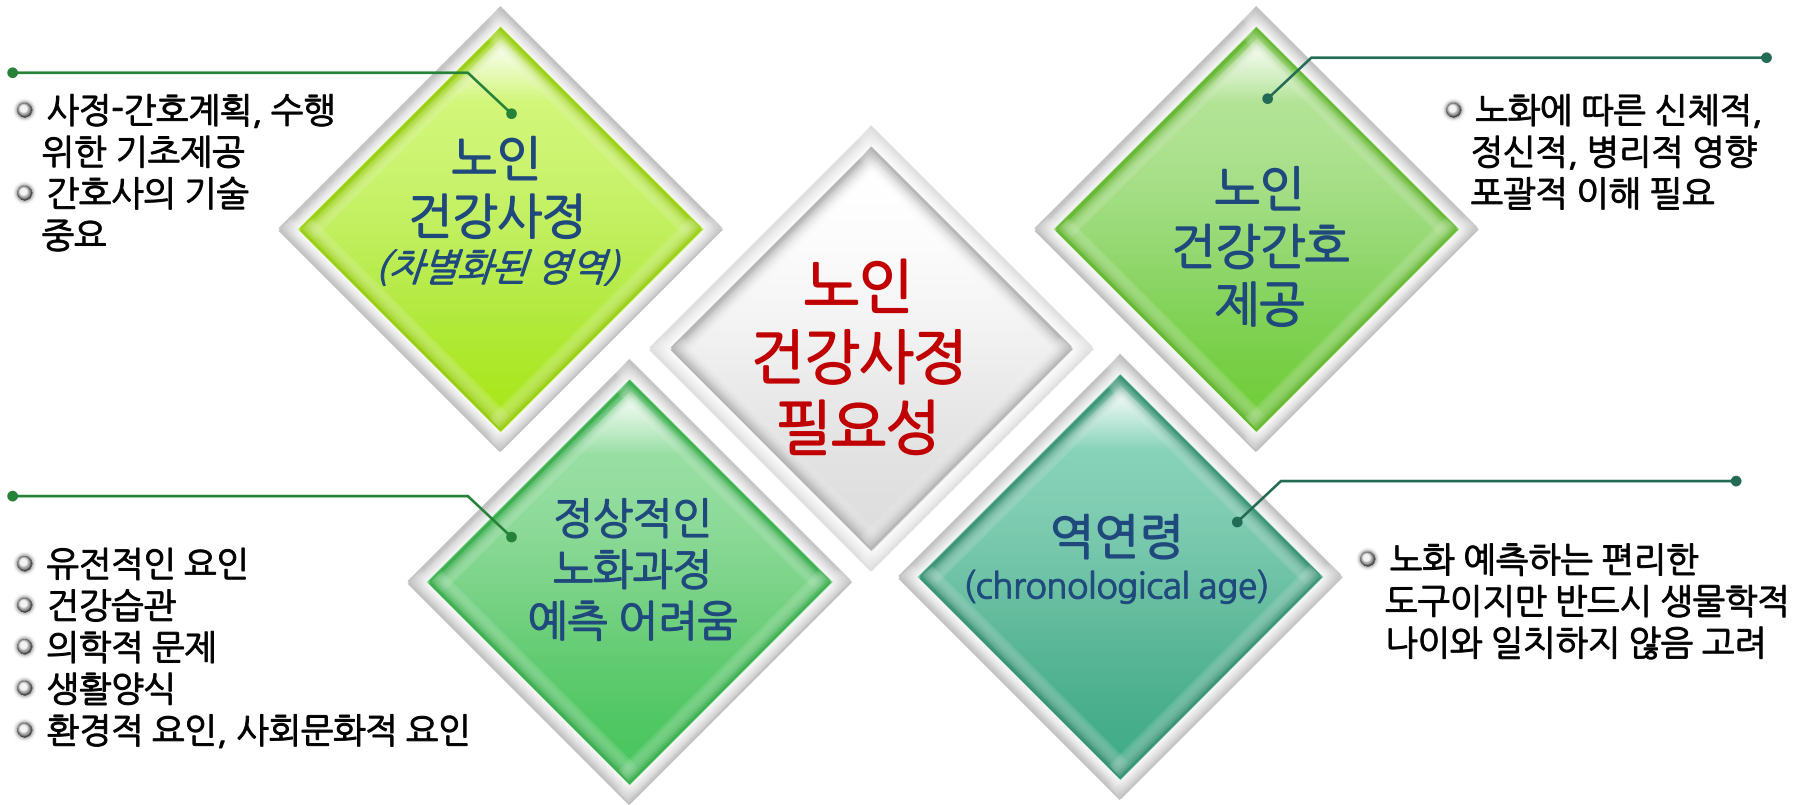 사정-간호계획, 수행
위한 기초제공
간호사의 기술
중요
노인
건강사정
(차별화된 영역)
노인
건강사정
필요성
노인
건강간호
제공
노화에 따른 신체적,
정신적, 병리적 영향
포괄적 이해 필요
유전적인 요인
건강습관
의학적 문제
생활양식
환경적 요인, 사회문화적 요인
정상적인
노화과정
예측 어려움
역연령
(chronological age)
노화 예측하는 편리한
도구이지만 반드시 생물학적
나이와 일치하지 않음 고려